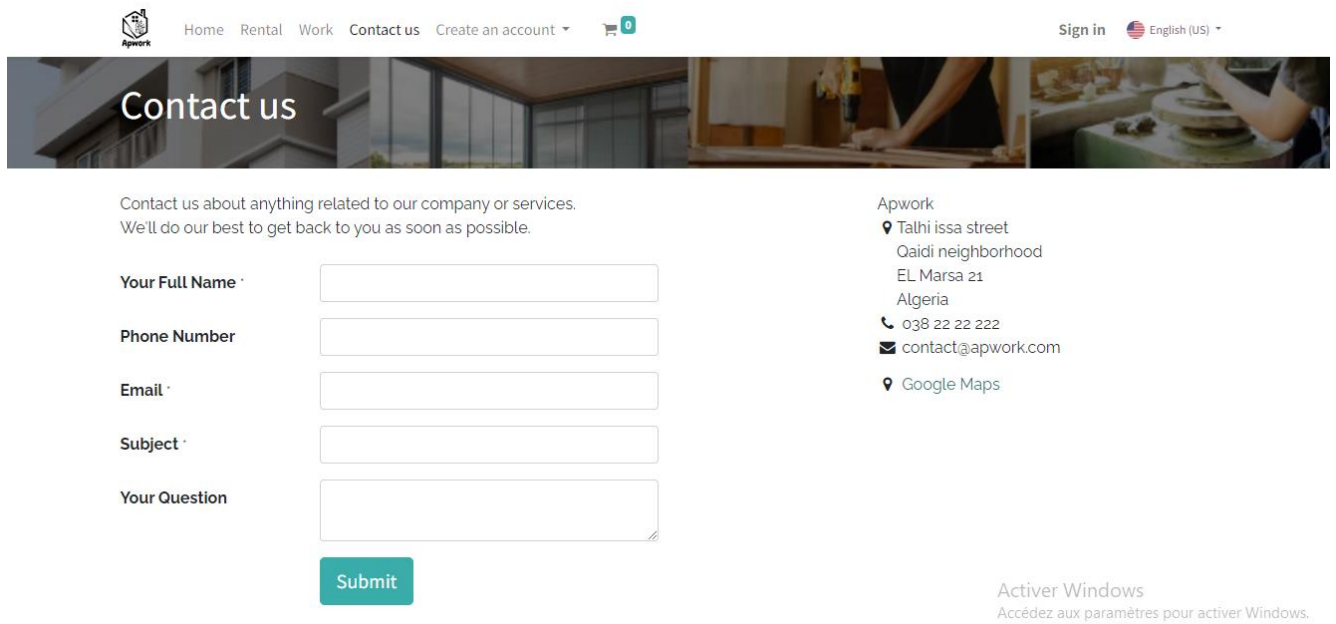 Apwork
Home Rental Work Contact us Create an account 0 Sign in English (US)
Contact us
Contact us about anything related to our company or services.
We'll do our best to get back to you as soon as possible.
Your Full Name *
Phone Number
Email *
Subject *
Your Question
Submit
Apwork
Talhi issa street
Qaidi neighborhood
EL Marsa 21
Algeria
038 22 22 222
contact@apwork.com
Google Maps
Activer Windows
Accédez aux paramètres pour activer Windows.